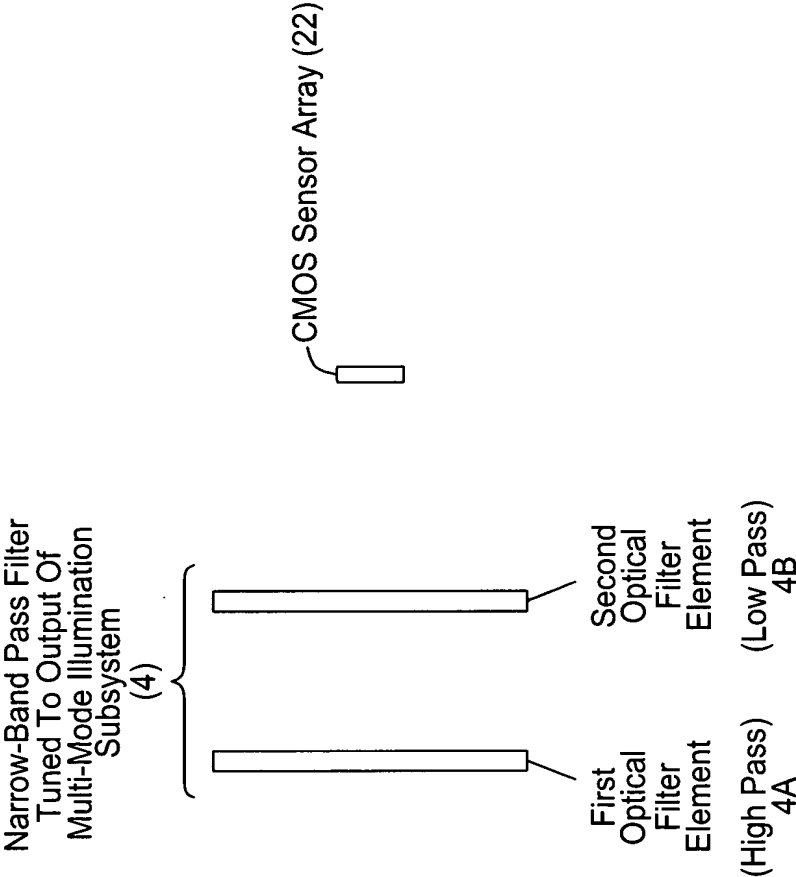 Narrow-Band Pass Filter
Tuned To Output Of
Multi-Mode Illumination
Subsystem
(4)
CMOS Sensor Array (22)
First
Optical
Filter
Element
(High Pass)
4A
Second
Optical
Filter
Element
(Low Pass)
4B